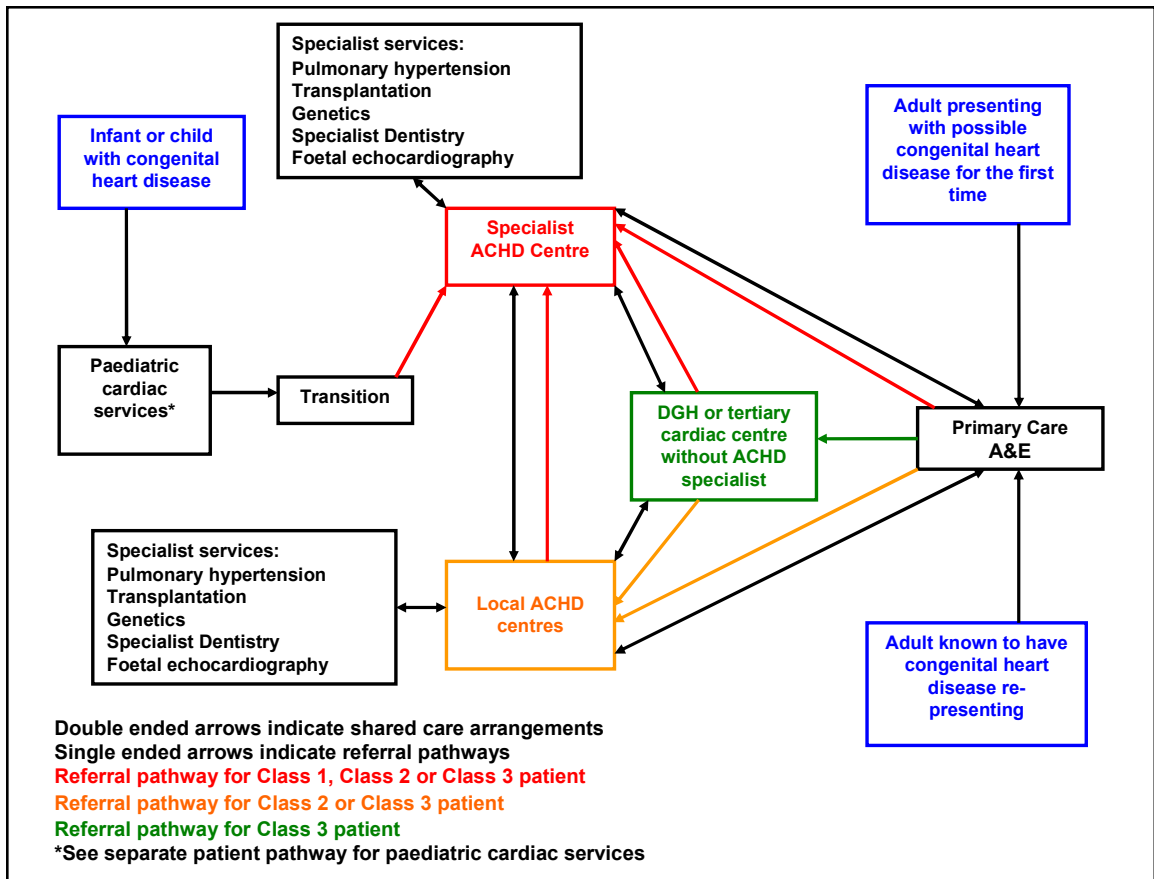 Specialist services:
Pulmonary hypertension
Transplantation
Genetics
Specialist Dentistry
Foetal echocardiography
Infant or child
with congenital
heart disease
Adult presenting
with possible
congenital heart
disease for the first
time
Specialist
ACHD Centre
Paediatric
cardiac
services*
Transition
DGH or tertiary
cardiac centre
without ACHD
specialist
Primary Care
A&E
Specialist services:
Pulmonary hypertension
Transplantation
Genetics
Specialist Dentistry
Foetal echocardiography
Local ACHD
centres
Adult known to have
congenital heart
disease re-
presenting
Double ended arrows indicate shared care arrangements
Single ended arrows indicate referral pathways
Referral pathway for Class 1, Class 2 or Class 3 patient
Referral pathway for Class 2 or Class 3 patient
Referral pathway for Class 3 patient
*See separate patient pathway for paediatric cardiac services